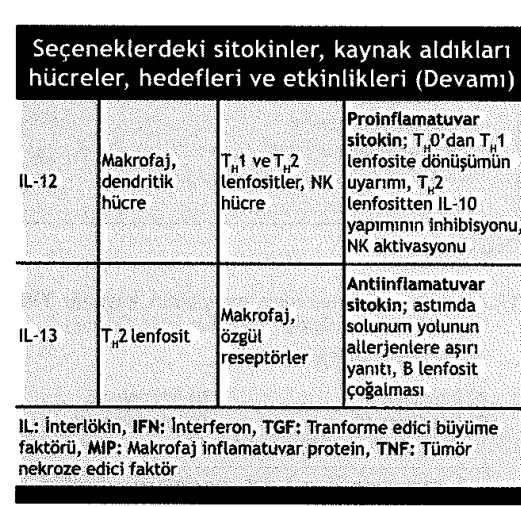 Seçeneklerdeki sitokinler, kaynak aldıkları
hücreler, hedefleri ve etkinlikleri (Devamı)
IL-12
Makrofaj,
dendritik
hücre
TH1 ve TH2
lenfositler, NK
hücre
Proinflamatuvar
sitokin; TH0'dan TH1
lenfosite dönüşümün
uyarımı, TH2
lenfositten IL-10
yapımının inhibisyonu,
NK aktivasyonu
IL-13
TH2 lenfosit
Makrofaj,
özgül
reseptörler
Antiinflamatuvar
sitokin; astımda
solunum yolunun
allerjenlere aşırı
yanıtı, B lenfosit
çoğalması
IL: İnterlökin, IFN: İnterferon, TGF: Tranforme edici büyüme
faktörü, MIP: Makrofaj inflamatuvar protein, TNF: Tümör
nekroze edici faktör